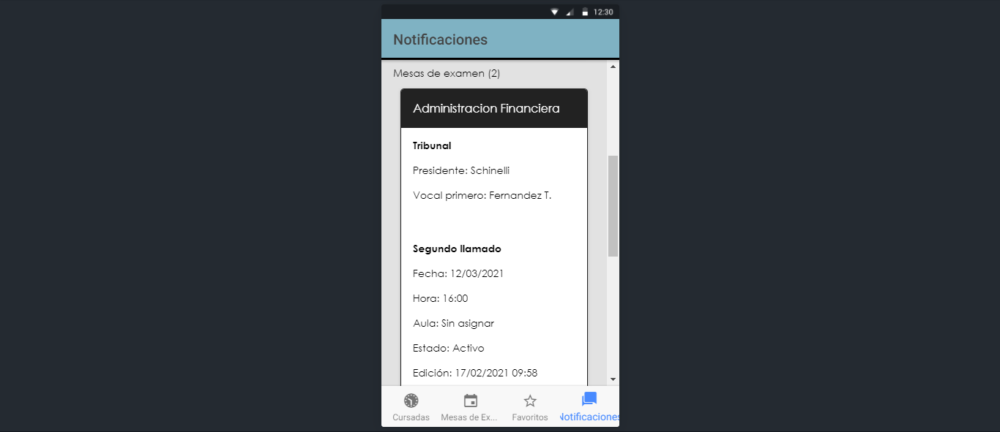 12:30
Notificaciones
Mesas de examen (2)
Administracion Financiera
Tribunal
Presidente: Schinelli
Vocal primero: Fernandez T.
Segundo llamado
Fecha: 12/03/2021
Hora: 16:00
Aula: Sin asignar
Estado: Activo
Edición: 17/02/2021 09:58
Cursadas Mesas de Ex... Favoritos Notificaciones